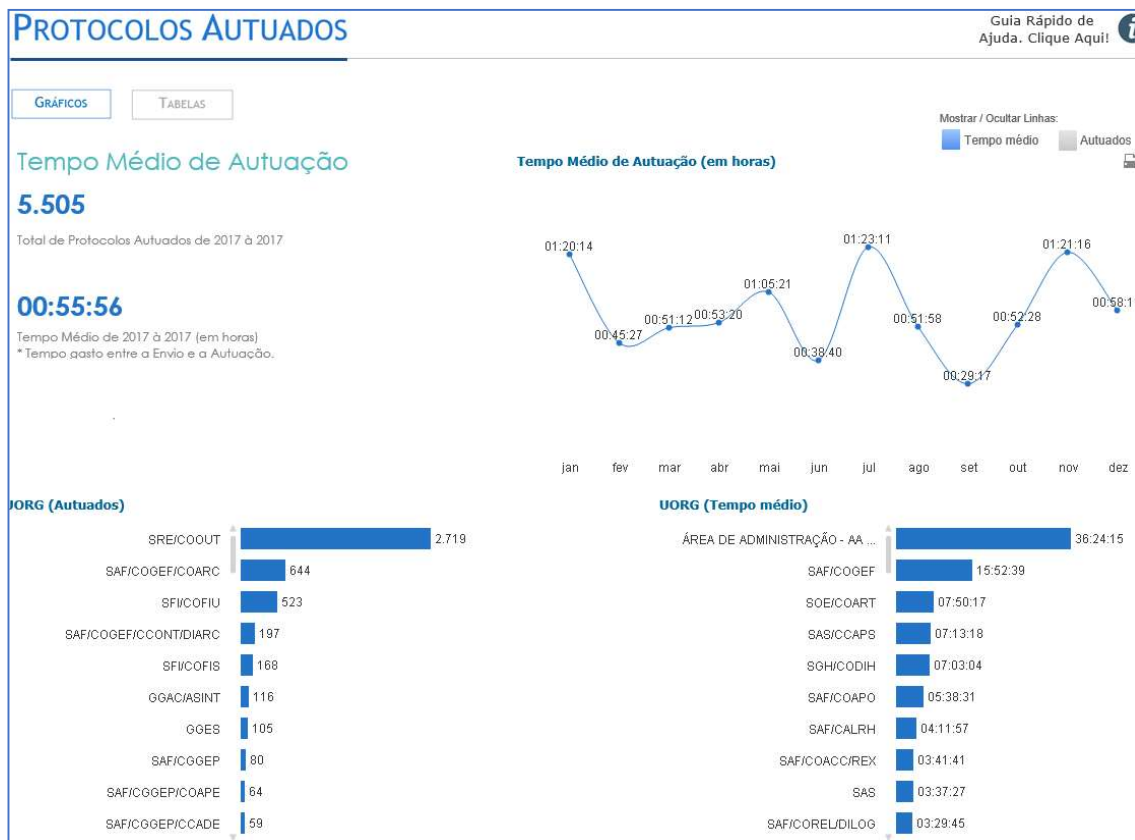 PROTOCOLOS AUTUADOS
Guia Rápido de
Ajuda. Clique Aqui!
i
GRÁFICOS
TABELAS
Mostrar / Ocultar Linhas:
Tempo médio
Autuados
Tempo Médio de Autuação
5.505
Total de Protocolos Autuados de 2017 à 2017
00:55:56
Tempo Médio de 2017 à 2017 (em horas)
* Tempo gasto entre a Envio e a Autuação.
Tempo Médio de Autuação (em horas)
01:20:14
00:45:27
00:51:12
00:53:20
01:05:21
00:38:40
01:23:11
00:51:58
00:29:17
00:52:28
01:21:16
00:58:1
jan fev mar abr mai jun jul ago set out nov dez
UORG (Autuados)
SRE/COOUT 2.719
SAF/COGEF/COARC 644
SFI/COFIU 523
SAF/COGEF/CCONT/DIARC 197
SFI/COFIS 168
GGAC/ASINT 116
GGES 105
SAF/CGGEP 80
SAF/CGGEP/COAPE 64
SAF/CGGEP/CCADE 59
UORG (Tempo médio)
ÁREA DE ADMINISTRAÇÃO - AA ... 36:24:15
SAF/COGEF 15:52:39
SOE/COART 07:50:17
SAS/CCAPS 07:13:18
SGH/CODIH 07:03:04
SAF/COAPO 05:38:31
SAF/CALRH 04:11:57
SAF/COACC/REX 03:41:41
SAS 03:37:27
SAF/COREL/DILOG 03:29:45